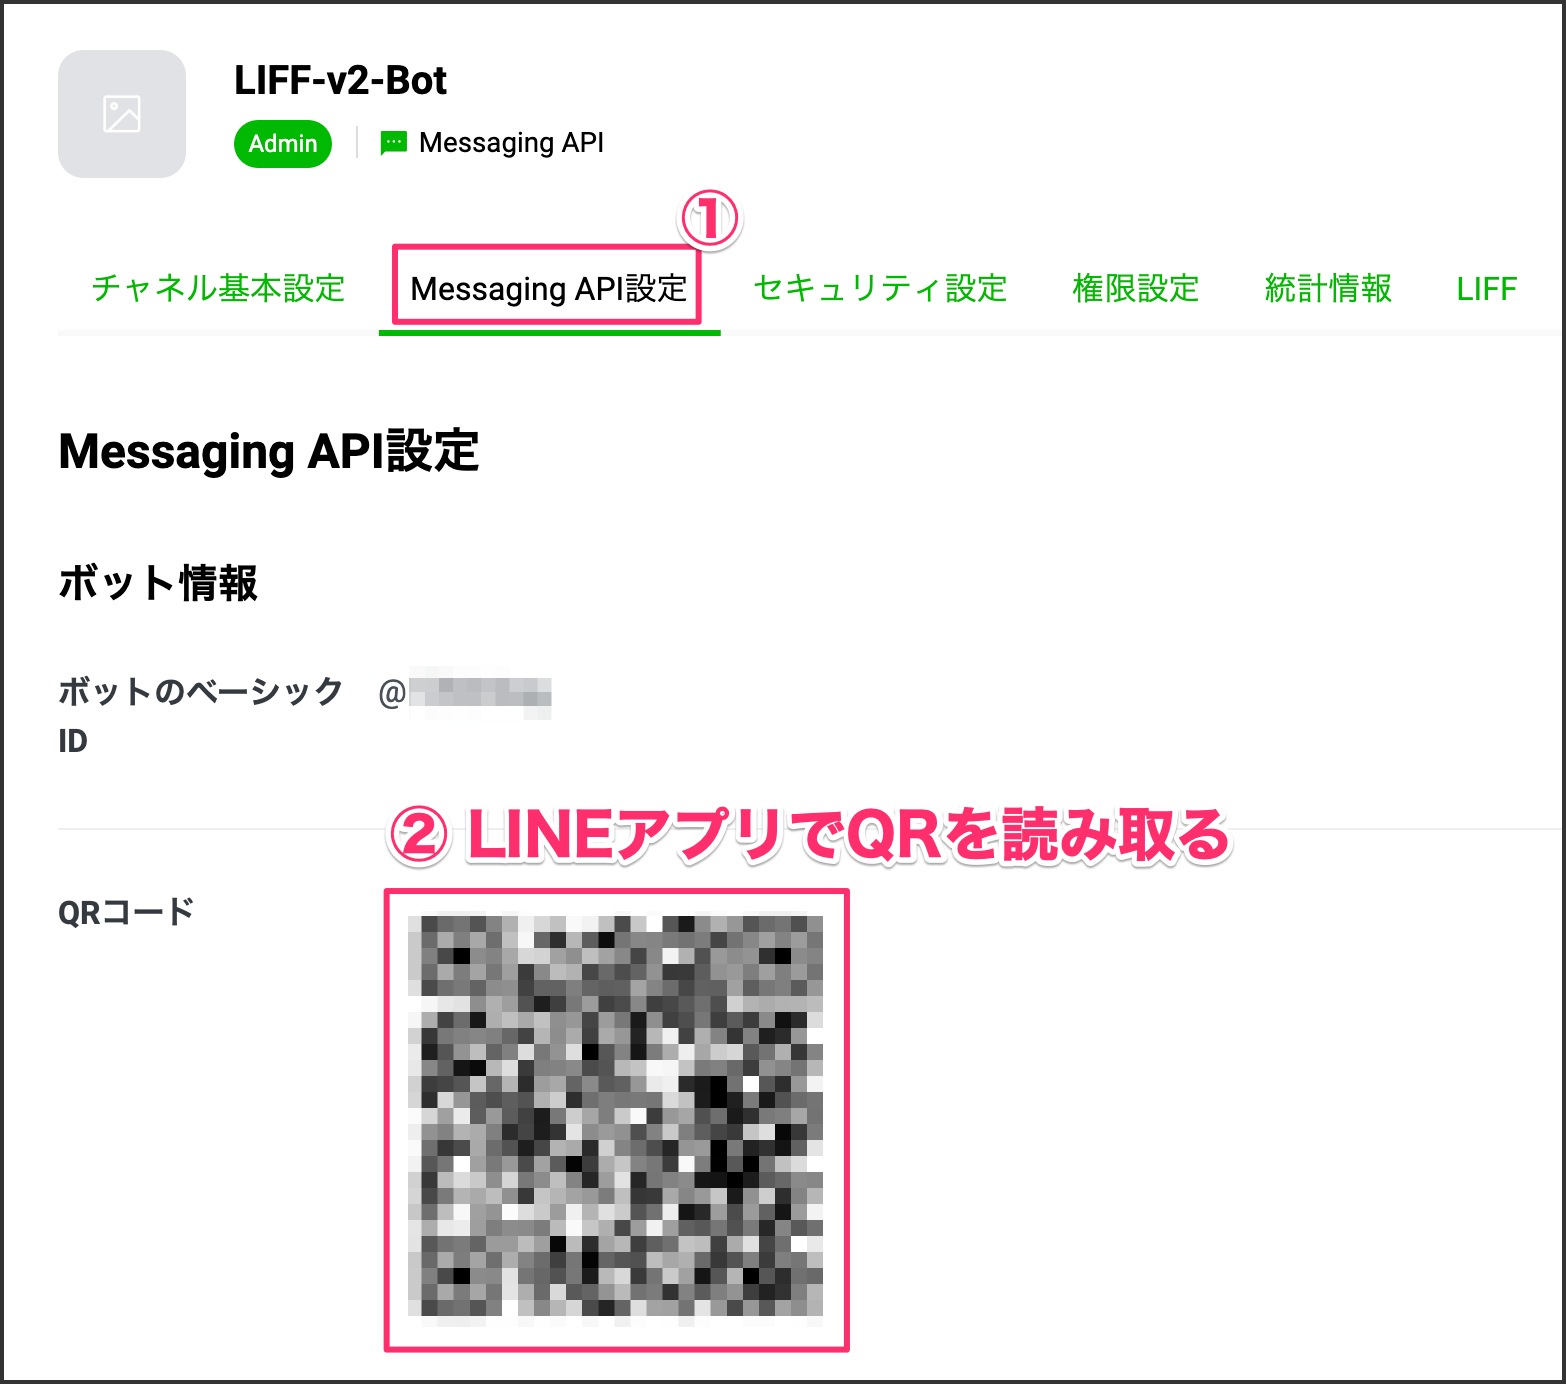 LIFF-v2-Bot
Admin
Messaging API
①
チャネル基本設定 Messaging API設定 セキュリティ設定 権限設定 統計情報 LIFF
Messaging API設定
ボット情報
ボットのベーシック @
ID
② LINEアプリでQRを読み取る
QRコード